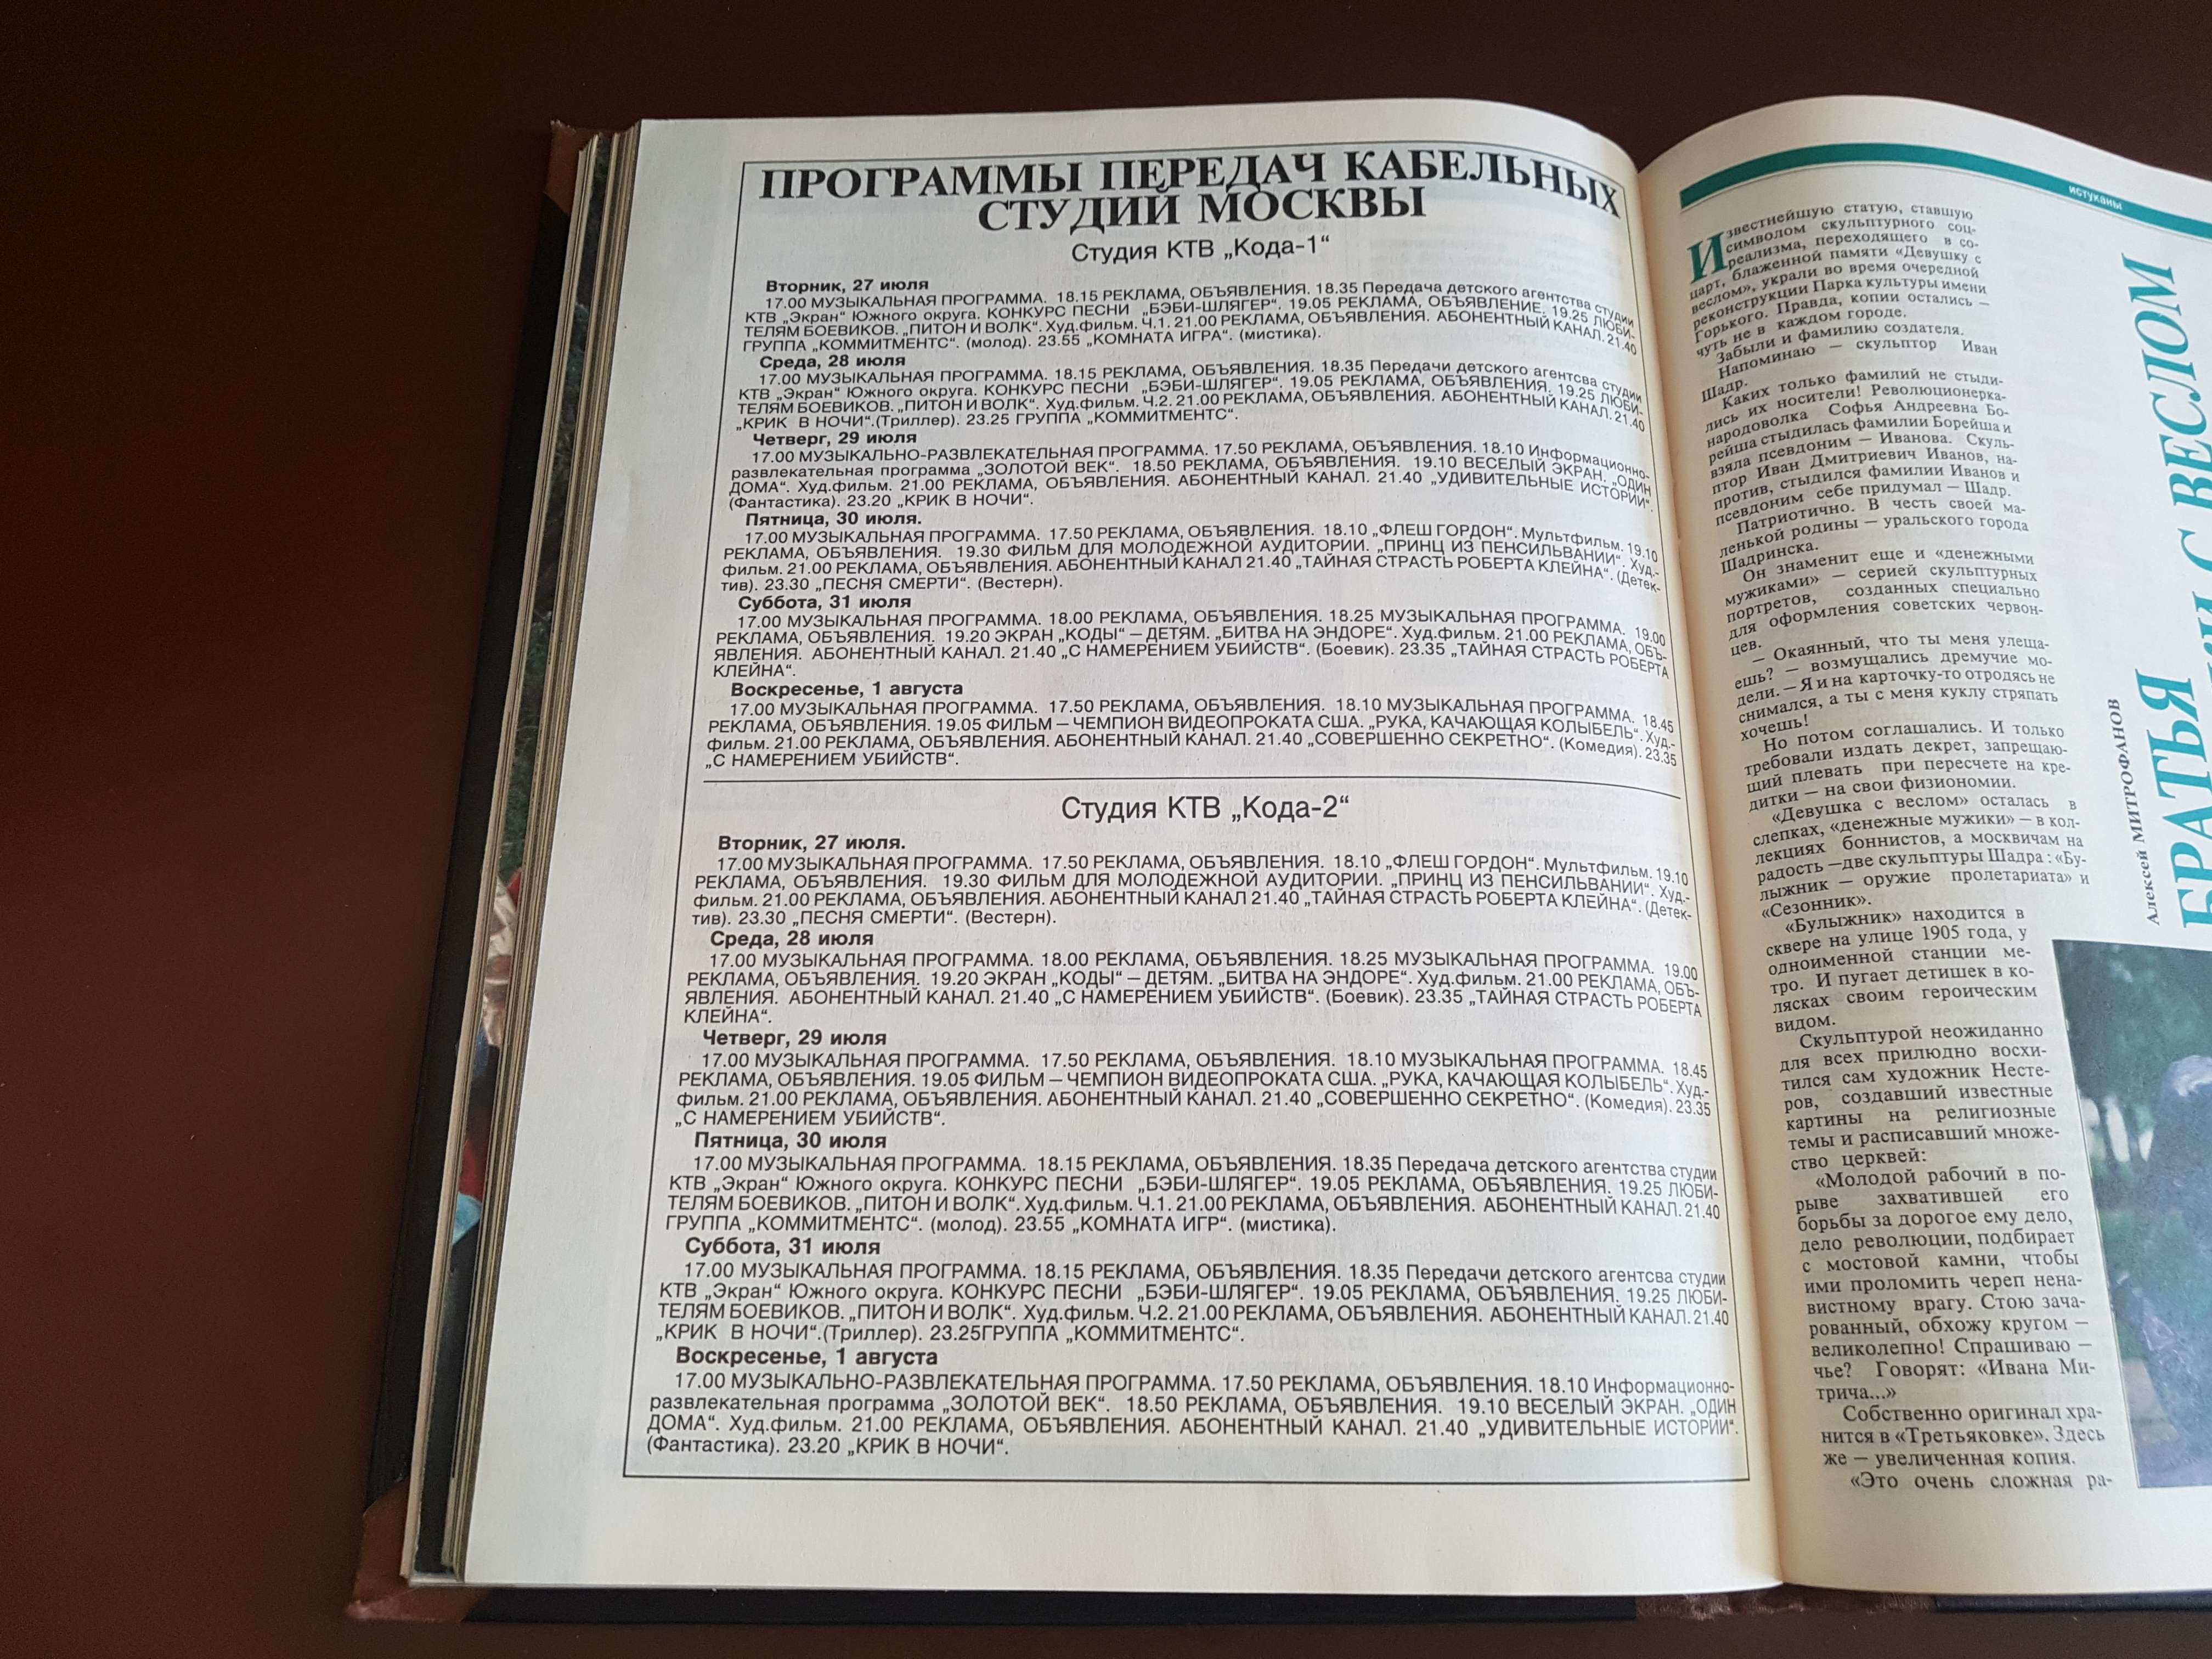 ПРОГРАММЫ ПЕРЕДАЧ КАБЕЛЬНЫХ
СТУДИЙ МОСКВЫ
Студия КТВ „Кода-1“
Вторник, 27 июля
17.00 МУЗЫКАЛЬНАЯ ПРОГРАММА. 18.15 РЕКЛАМА, ОБЪЯВЛЕНИЯ. 18.35 Передача детского агентства студии
КТВ „Экран“ Южного округа. КОНКУРС ПЕСНИ „БЭБИ-ШЛЯГЕР“. 19.05 РЕКЛАМА, ОБЪЯВЛЕНИЕ. 19.25 ЛЮБИ-
ТЕЛЯМ БОЕВИКОВ. „ПИТОН И ВОЛК“. Худ.фильм. Ч.1. 21.00 РЕКЛАМА, ОБЪЯВЛЕНИЯ. АБОНЕНТНЫЙ КАНАЛ. 21.40
ГРУППА „КОММИТМЕНТС“. (молод). 23.55 „КОМНАТА ИГРА“. (мистика).
Среда, 28 июля
17.00 МУЗЫКАЛЬНАЯ ПРОГРАММА. 18.15 РЕКЛАМА, ОБЪЯВЛЕНИЯ. 18.35 Передачи детского агентсва студии
КТВ „Экран“ Южного округа. КОНКУРС ПЕСНИ „БЭБИ-ШЛЯГЕР“. 19.05 РЕКЛАМА, ОБЪЯВЛЕНИЯ. 19.25 ЛЮБИ-
ТЕЛЯМ БОЕВИКОВ. „ПИТОН И ВОЛК“. Худ.фильм. Ч.2. 21.00 РЕКЛАМА, ОБЪЯВЛЕНИЯ. АБОНЕНТНЫЙ КАНАЛ. 21.40
„КРИК В НОЧИ“.(Триллер). 23.25 ГРУППА „КОММИТМЕНТС“.
Четверг, 29 июля
17.00 МУЗЫКАЛЬНО-РАЗВЛЕКАТЕЛЬНАЯ ПРОГРАММА. 17.50 РЕКЛАМА, ОБЪЯВЛЕНИЯ. 18.10 Информационно-
развлекательная программа „ЗОЛОТОЙ ВЕК“. 18.50 РЕКЛАМА, ОБЪЯВЛЕНИЯ. 19.10 ВЕСЕЛЫЙ ЭКРАН. „ОДИН
ДОМА“. Худ.фильм. 21.00 РЕКЛАМА, ОБЪЯВЛЕНИЯ. АБОНЕНТНЫЙ КАНАЛ. 21.40 „УДИВИТЕЛЬНЫЕ ИСТОРИИ“.
(Фантастика). 23.20 „КРИК В НОЧИ“.
Пятница, 30 июля.
17.00 МУЗЫКАЛЬНАЯ ПРОГРАММА. 17.50 РЕКЛАМА, ОБЪЯВЛЕНИЯ. 18.10 „ФЛЕШ ГОРДОН“. Мультфильм. 19.10
РЕКЛАМА, ОБЪЯВЛЕНИЯ. 19.30 ФИЛЬМ ДЛЯ МОЛОДЕЖНОЙ АУДИТОРИИ. „ПРИНЦ ИЗ ПЕНСИЛЬВАНИИ“. Худ.-
фильм. 21.00 РЕКЛАМА, ОБЪЯВЛЕНИЯ. АБОНЕНТНЫЙ КАНАЛ 21.40 „ТАЙНАЯ СТРАСТЬ РОБЕРТА КЛЕЙНА“. (Детек-
тив). 23.30 „ПЕСНЯ СМЕРТИ“. (Вестерн).
Суббота, 31 июля
17.00 МУЗЫКАЛЬНАЯ ПРОГРАММА. 18.00 РЕКЛАМА, ОБЪЯВЛЕНИЯ. 18.25 МУЗЫКАЛЬНАЯ ПРОГРАММА. 19.00
РЕКЛАМА, ОБЪЯВЛЕНИЯ. 19.20 ЭКРАН „КОДЫ“ — ДЕТЯМ. „БИТВА НА ЭНДОРЕ“. Худ.фильм. 21.00 РЕКЛАМА, ОБЪ-
ЯВЛЕНИЯ. АБОНЕНТНЫЙ КАНАЛ. 21.40 „С НАМЕРЕНИЕМ УБИЙСТВ“. (Боевик). 23.35 „ТАЙНАЯ СТРАСТЬ РОБЕРТА
КЛЕЙНА“.
Воскресенье, 1 августа
17.00 МУЗЫКАЛЬНАЯ ПРОГРАММА. 17.50 РЕКЛАМА, ОБЪЯВЛЕНИЯ. 18.10 МУЗЫКАЛЬНАЯ ПРОГРАММА. 18.45
РЕКЛАМА, ОБЪЯВЛЕНИЯ. 19.05 ФИЛЬМ — ЧЕМПИОН ВИДЕОПРОКАТА США. „РУКА, КАЧАЮЩАЯ КОЛЫБЕЛЬ“. Худ.-
фильм. 21.00 РЕКЛАМА, ОБЪЯВЛЕНИЯ. АБОНЕНТНЫЙ КАНАЛ. 21.40 „СОВЕРШЕННО СЕКРЕТНО“. (Комедия). 23.35
„С НАМЕРЕНИЕМ УБИЙСТВ“.
Студия КТВ „Кода-2“
Вторник, 27 июля.
17.00 МУЗЫКАЛЬНАЯ ПРОГРАММА. 17.50 РЕКЛАМА, ОБЪЯВЛЕНИЯ. 18.10 „ФЛЕШ ГОРДОН“. Мультфильм. 19.10
РЕКЛАМА, ОБЪЯВЛЕНИЯ. 19.30 ФИЛЬМ ДЛЯ МОЛОДЕЖНОЙ АУДИТОРИИ. „ПРИНЦ ИЗ ПЕНСИЛЬВАНИИ“. Худ.-
фильм. 21.00 РЕКЛАМА, ОБЪЯВЛЕНИЯ. АБОНЕНТНЫЙ КАНАЛ 21.40 „ТАЙНАЯ СТРАСТЬ РОБЕРТА КЛЕЙНА“. (Детек-
тив). 23.30 „ПЕСНЯ СМЕРТИ“. (Вестерн).
Среда, 28 июля
17.00 МУЗЫКАЛЬНАЯ ПРОГРАММА. 18.00 РЕКЛАМА, ОБЪЯВЛЕНИЯ. 18.25 МУЗЫКАЛЬНАЯ ПРОГРАММА. 19.00
РЕКЛАМА, ОБЪЯВЛЕНИЯ. 19.20 ЭКРАН „КОДЫ“ — ДЕТЯМ. „БИТВА НА ЭНДОРЕ“. Худ.фильм. 21.00 РЕКЛАМА, ОБЪ-
ЯВЛЕНИЯ. АБОНЕНТНЫЙ КАНАЛ. 21.40 „С НАМЕРЕНИЕМ УБИЙСТВ“. (Боевик). 23.35 „ТАЙНАЯ СТРАСТЬ РОБЕРТА
КЛЕЙНА“.
Четверг, 29 июля
17.00 МУЗЫКАЛЬНАЯ ПРОГРАММА. 17.50 РЕКЛАМА, ОБЪЯВЛЕНИЯ. 18.10 МУЗЫКАЛЬНАЯ ПРОГРАММА. 18.45
РЕКЛАМА, ОБЪЯВЛЕНИЯ. 19.05 ФИЛЬМ — ЧЕМПИОН ВИДЕОПРОКАТА США. „РУКА, КАЧАЮЩАЯ КОЛЫБЕЛЬ“. Худ.-
фильм. 21.00 РЕКЛАМА, ОБЪЯВЛЕНИЯ. АБОНЕНТНЫЙ КАНАЛ. 21.40 „СОВЕРШЕННО СЕКРЕТНО“. (Комедия). 23.35
„С НАМЕРЕНИЕМ УБИЙСТВ“.
Пятница, 30 июля
17.00 МУЗЫКАЛЬНАЯ ПРОГРАММА. 18.15 РЕКЛАМА, ОБЪЯВЛЕНИЯ. 18.35 Передача детского агентства студии
КТВ „Экран“ Южного округа. КОНКУРС ПЕСНИ „БЭБИ-ШЛЯГЕР“. 19.05 РЕКЛАМА, ОБЪЯВЛЕНИЯ. 19.25 ЛЮБИ-
ТЕЛЯМ БОЕВИКОВ. „ПИТОН И ВОЛК“. Худ.фильм. Ч.1. 21.00 РЕКЛАМА, ОБЪЯВЛЕНИЯ. АБОНЕНТНЫЙ КАНАЛ. 21.40
ГРУППА „КОММИТМЕНТС“. (молод). 23.55 „КОМНАТА ИГР“. (мистика).
Суббота, 31 июля
17.00 МУЗЫКАЛЬНАЯ ПРОГРАММА. 18.15 РЕКЛАМА, ОБЪЯВЛЕНИЯ. 18.35 Передачи детского агентсва студии
КТВ „Экран“ Южного округа. КОНКУРС ПЕСНИ „БЭБИ-ШЛЯГЕР“. 19.05 РЕКЛАМА, ОБЪЯВЛЕНИЯ. 19.25 ЛЮБИ-
ТЕЛЯМ БОЕВИКОВ. „ПИТОН И ВОЛК“. Худ.фильм. Ч.2. 21.00 РЕКЛАМА, ОБЪЯВЛЕНИЯ. АБОНЕНТНЫЙ КАНАЛ. 21.40
„КРИК В НОЧИ“.(Триллер). 23.25ГРУППА „КОММИТМЕНТС“.
Воскресенье, 1 августа
17.00 МУЗЫКАЛЬНО-РАЗВЛЕКАТЕЛЬНАЯ ПРОГРАММА. 17.50 РЕКЛАМА, ОБЪЯВЛЕНИЯ. 18.10 Информационно-
развлекательная программа „ЗОЛОТОЙ ВЕК“. 18.50 РЕКЛАМА, ОБЪЯВЛЕНИЯ. 19.10 ВЕСЕЛЫЙ ЭКРАН. „ОДИН
ДОМА“. Худ.фильм. 21.00 РЕКЛАМА, ОБЪЯВЛЕНИЯ. АБОНЕНТНЫЙ КАНАЛ. 21.40 „УДИВИТЕЛЬНЫЕ ИСТОРИИ“.
(Фантастика). 23.20 „КРИК В НОЧИ“.
истуканы
Известнейшую статую, ставшую
символом скульптурного соц-
реализма, переходящего в со-
царт, блаженной памяти «Девушку с
веслом», украли во время очередной
реконструкции Парка культуры имени
Горького. Правда, копии остались —
чуть не в каждом городе.
Забыли и фамилию создателя.
Напоминаю — скульптор Иван
Шадр.
Каких только фамилий не стыди-
лись их носители! Революционерка-
народоволка Софья Андреевна Бо-
рейша стыдилась фамилии Борейша и
взяла псевдоним — Иванова. Скуль-
птор Иван Дмитриевич Иванов, на-
против, стыдился фамилии Иванов и
псевдоним себе придумал — Шадр.
Патриотично. В честь своей ма-
ленькой родины — уральского города
Шадринска.
Он знаменит еще и «денежными
мужиками» — серией скульптурных
портретов, созданных специально
для оформления советских червон-
цев.
— Окаянный, что ты меня улеща-
ешь? — возмущались дремучие мо-
дели. — Я и на карточку-то отродясь не
снимался, а ты с меня куклу стряпать
хочешь!
Но потом соглашались. И только
требовали издать декрет, запрещаю-
щий плевать при пересчете на кре-
дитки — на свои физиономии.
«Девушка с веслом» осталась в
слепках, «денежные мужики» — в кол-
лекциях боннистов, а москвичам на
радость —две скульптуры Шадра : «Бу-
лыжник — оружие пролетариата» и
«Сезонник».
«Булыжник» находится в
сквере на улице 1905 года, у
одноименной станции ме-
тро. И пугает детишек в ко-
лясках своим героическим
видом.
Скульптурой неожиданно
для всех прилюдно восхи-
тился сам художник Несте-
ров, создавший известные
картины на религиозные
темы и расписавший множе-
ство церквей:
«Молодой рабочий в по-
рыве захватившей его
борьбы за дорогое ему дело,
дело революции, подбирает
с мостовой камни, чтобы
ими проломить череп нена-
вистному врагу. Стою зача-
рованный, обхожу кругом —
великолепно! Спрашиваю —
чье? Говорят: «Ивана Ми-
трича...»
Собственно оригинал хра-
нится в «Третьяковке». Здесь
же — увеличенная копия.
«Это очень сложная ра-
Алексей МИТРОФАНОВ
БРАТЬЯ
С ВЕСЛОМ